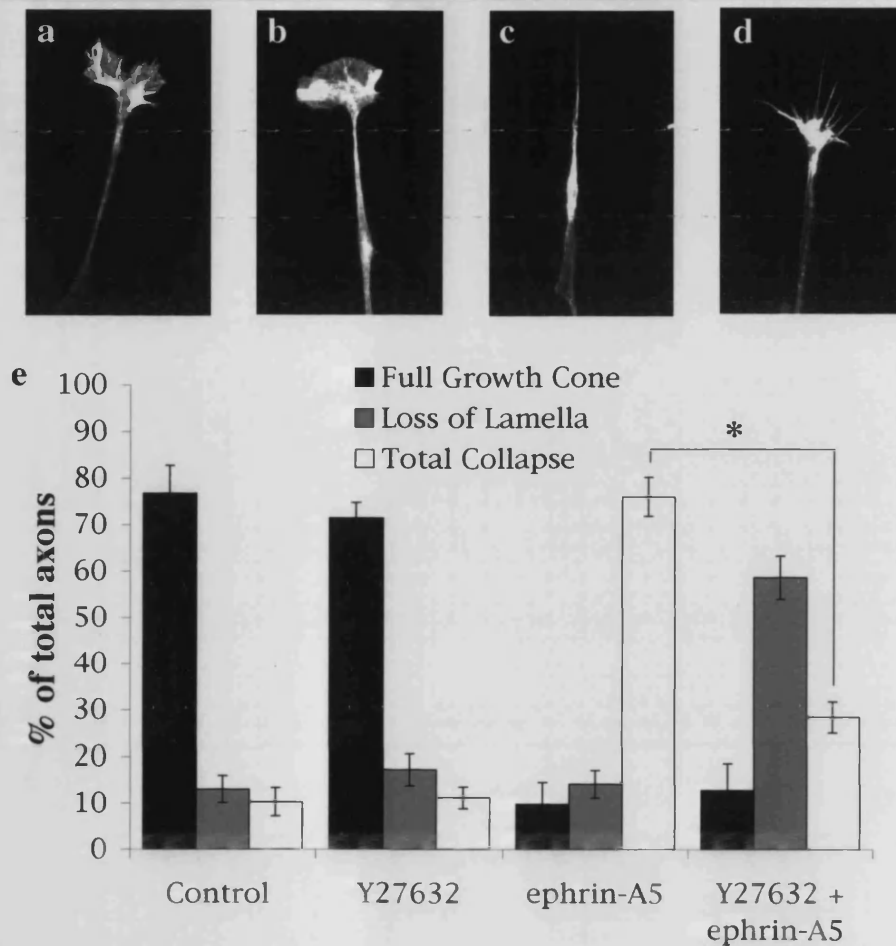 a
b
c
d
e
Full Growth Cone
Loss of Lamella
Total Collapse
*
% of total axons
100
90
80
70
60
50
40
30
20
10
0
Control
Y27632
ephrin-A5
Y27632 +
ephrin-A5